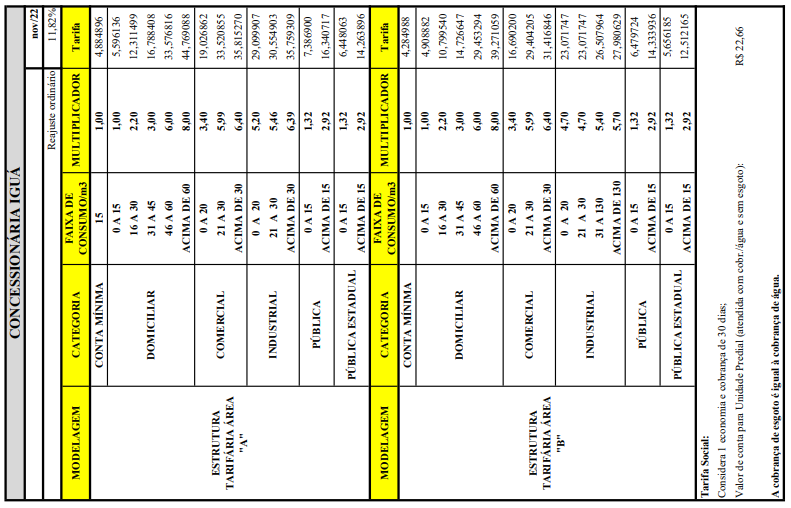 CONCESSIONÁRIA IGUÁ
nov/22
Reajuste ordinário 11,82%
MODELAGEM CATEGORIA FAIXA DE CONSUMO/m3 MULTIPLICADOR Tarifa
ESTRUTURA TARIFÁRIA ÁREA "A"
CONTA MÍNIMA 15 1,00 4,884896
DOMICILIAR 0 A 15 1,00 5,596136
16 A 30 2,20 12,311499
31 A 45 3,00 16,788408
46 A 60 6,00 33,576816
ACIMA DE 60 8,00 44,769088
COMERCIAL 0 A 20 3,40 19,026862
21 A 30 5,99 33,520855
ACIMA DE 30 6,40 35,815270
INDUSTRIAL 0 A 20 5,20 29,099907
21 A 30 5,46 30,554903
ACIMA DE 30 6,39 35,759309
PÚBLICA 0 A 15 1,32 7,386900
ACIMA DE 15 2,92 16,340717
PÚBLICA ESTADUAL 0 A 15 1,32 6,448063
ACIMA DE 15 2,92 14,263896
MODELAGEM CATEGORIA FAIXA DE CONSUMO/m3 MULTIPLICADOR Tarifa
ESTRUTURA TARIFÁRIA ÁREA "B"
CONTA MÍNIMA 15 1,00 4,284988
DOMICILIAR 0 A 15 1,00 4,908882
16 A 30 2,20 10,799540
31 A 45 3,00 14,726647
46 A 60 6,00 29,453294
ACIMA DE 60 8,00 39,271059
COMERCIAL 0 A 20 3,40 16,690200
21 A 30 5,99 29,404205
ACIMA DE 30 6,40 31,416846
INDUSTRIAL 0 A 20 4,70 23,071747
21 A 30 4,70 23,071747
31 A 130 5,40 26,507964
ACIMA DE 130 5,70 27,980629
PÚBLICA 0 A 15 1,32 6,479724
ACIMA DE 15 2,92 14,333936
PÚBLICA ESTADUAL 0 A 15 1,32 5,656185
ACIMA DE 15 2,92 12,512165
Tarifa Social:
Considera 1 economia e cobrança de 30 dias;
Valor de conta para Unidade Predial (atendida com cobr./água e sem esgoto): R$ 22,66
A cobrança de esgoto é igual à cobrança de água.